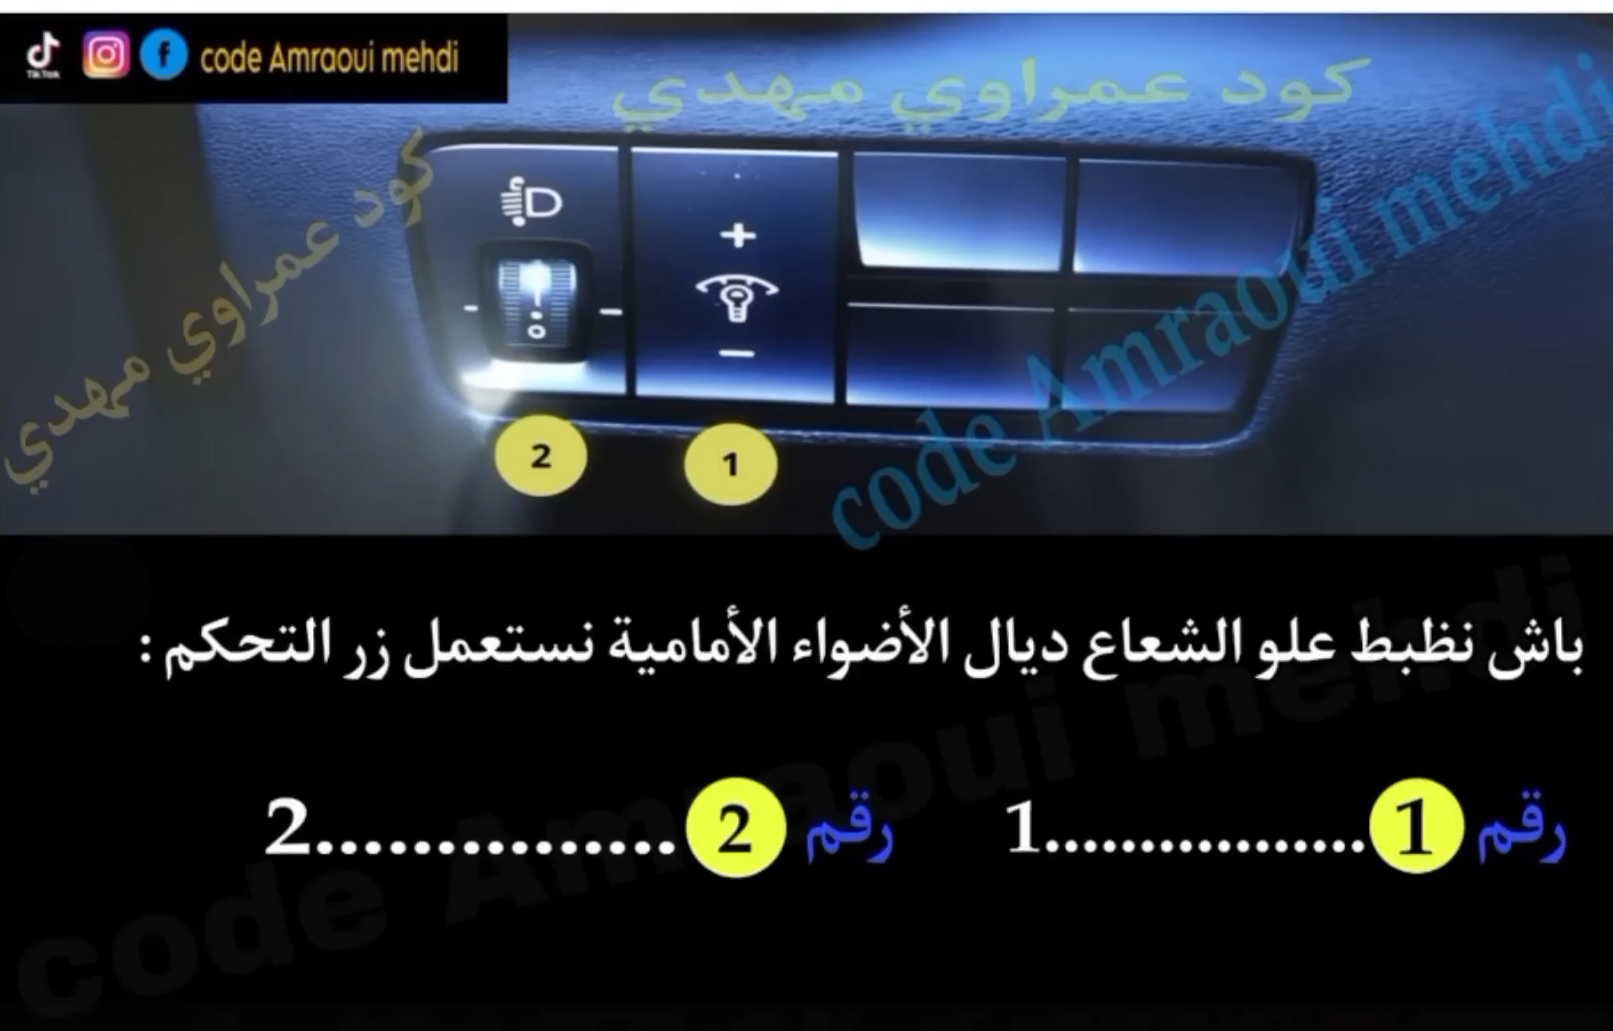 code Amraoui mehdi
كود عمراوي مهدي
كود عمراوي مهدي
code Amraoui mehdi
2
1
باش نظبط علو الشعاع ديال الأضواء الأمامية نستعمل زر التحكم :
رقم 1.................1
رقم 2...............2
code Amraoui mehdi